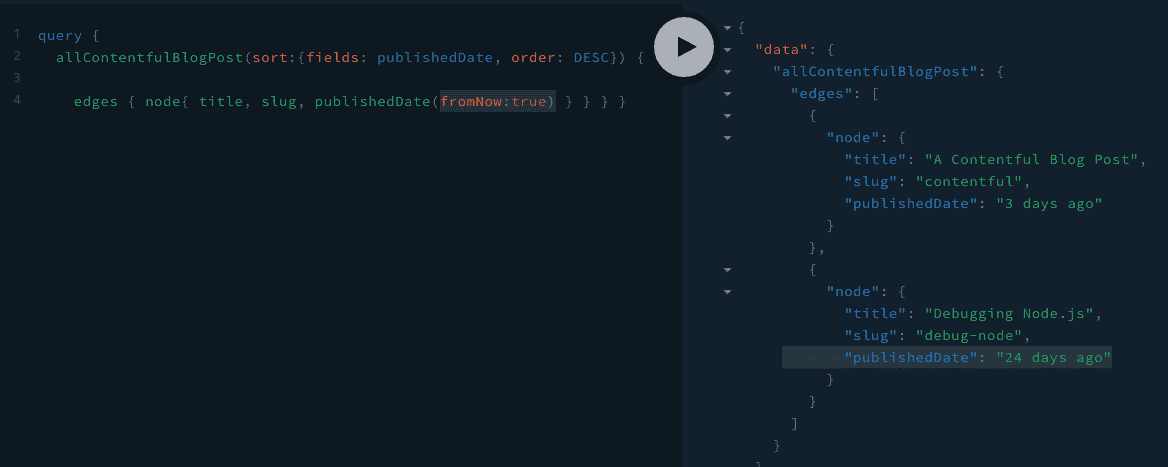 1 query {
2 allContentfulBlogPost(sort:{fields: publishedDate, order: DESC}) {
3
4 edges { node{ title, slug, publishedDate(fromNow:true) } } } }
{
"data": {
"allContentfulBlogPost": {
"edges": [
{
"node": {
"title": "A Contentful Blog Post",
"slug": "contentful",
"publishedDate": "3 days ago"
}
},
{
"node": {
"title": "Debugging Node.js",
"slug": "debug-node",
"publishedDate": "24 days ago"
}
}
]
}
}